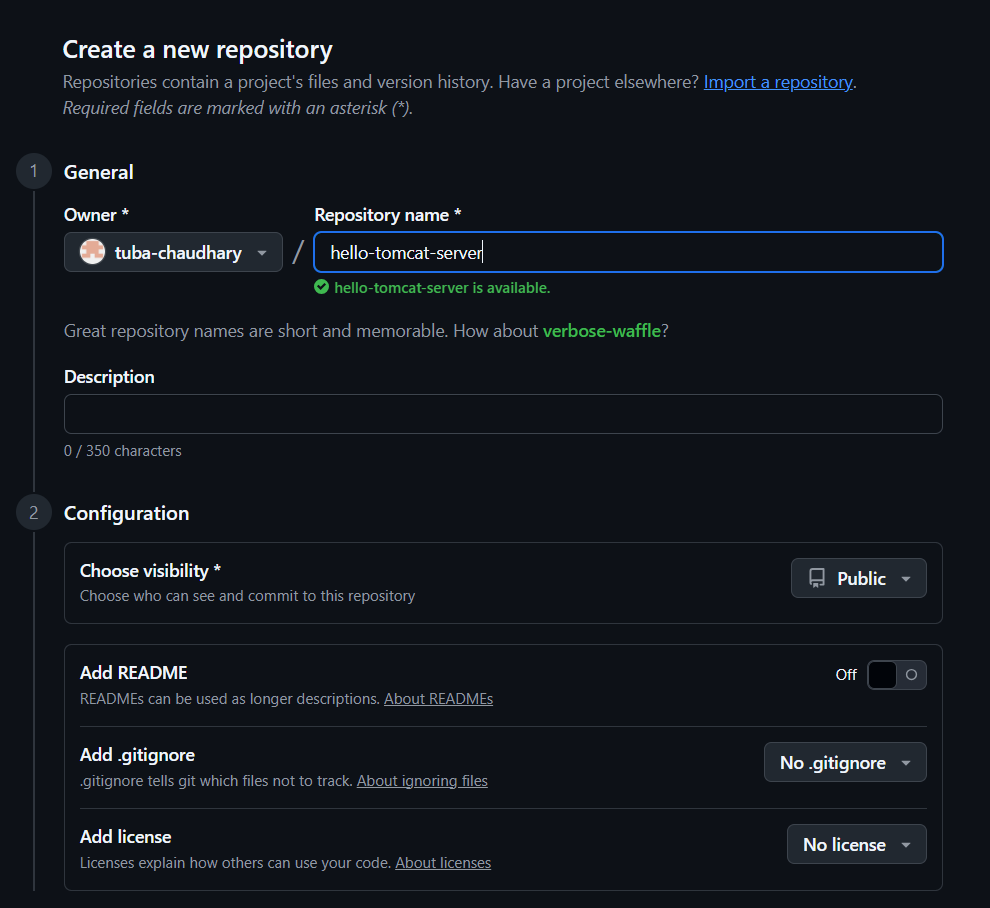 Create a new repository
Repositories contain a project's files and version history. Have a project elsewhere? Import a repository.
Required fields are marked with an asterisk (*).
1
General
Owner *
Repository name *
tuba-chaudhary
/
hello-tomcat-server
hello-tomcat-server is available.
Great repository names are short and memorable. How about verbose-waffle?
Description
0 / 350 characters
2
Configuration
Choose visibility *
Choose who can see and commit to this repository
Public
Add README
READMEs can be used as longer descriptions. About READMEs
Off
Add .gitignore
.gitignore tells git which files not to track. About ignoring files
No .gitignore
Add license
Licenses explain how others can use your code. About licenses
No license